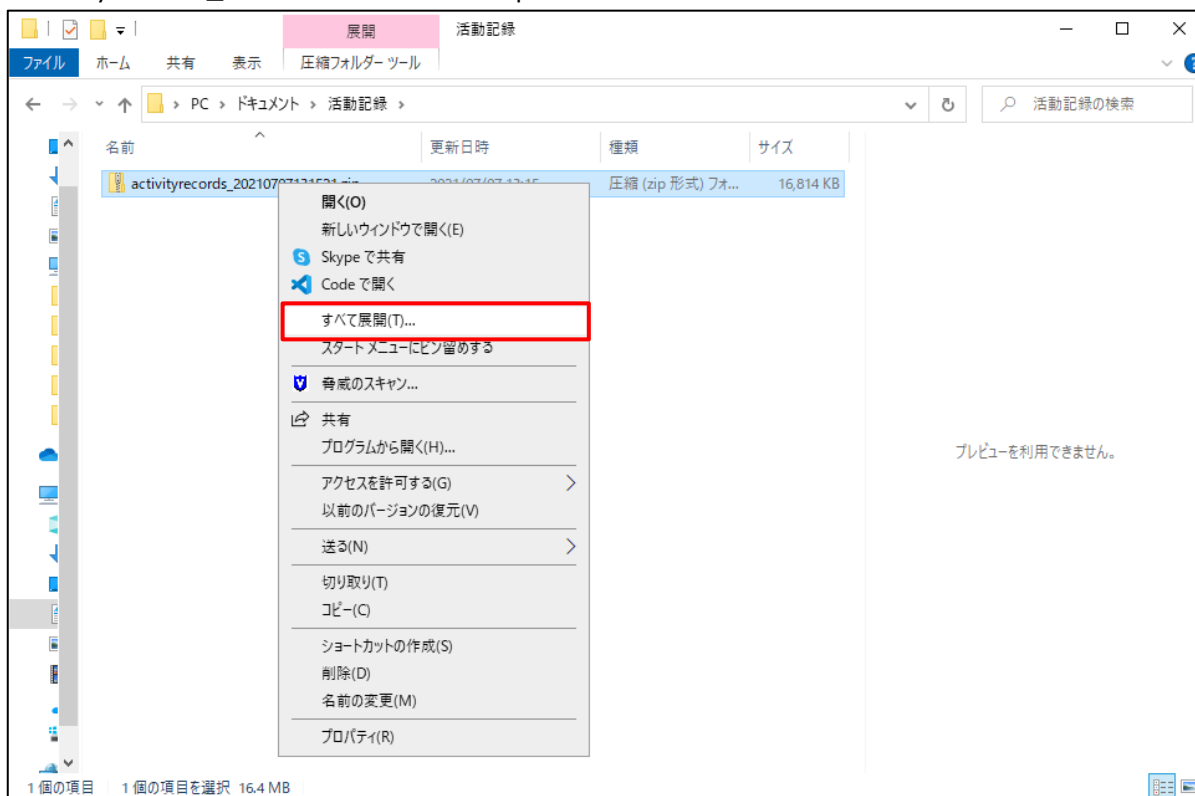 展開 活動記録
ファイル ホーム 共有 表示 圧縮フォルダー ツール
PC › ドキュメント › 活動記録 › 活動記録の検索
名前 更新日時 種類 サイズ
activityrecords_20210707131521.zip 2021/07/07 13:15 圧縮 (zip 形式) フォ... 16,814 KB
開く(O)
新しいウィンドウで開く(E)
Skype で共有
Code で開く
すべて展開(T)...
スタート メニューにピン留めする
脅威のスキャン...
共有
プログラムから開く(H)...
プレビューを利用できません。
アクセスを許可する(G)
以前のバージョンの復元(V)
送る(N)
切り取り(T)
コピー(C)
ショートカットの作成(S)
削除(D)
名前の変更(M)
プロパティ(R)
1 個の項目 1 個の項目を選択 16.4 MB